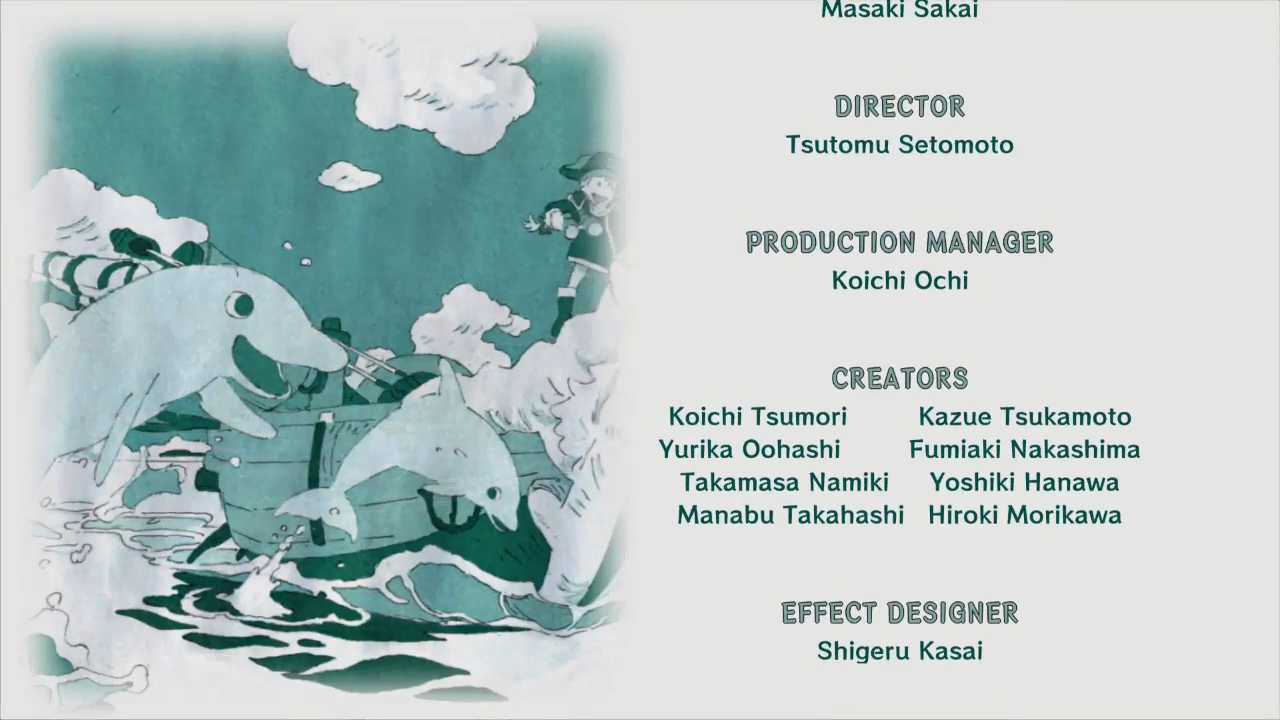 Masaki Sakai
DIRECTOR
Tsutomu Setomoto
PRODUCTION MANAGER
Koichi Ochi
CREATORS
Koichi Tsumori Kazue Tsukamoto
Yurika Oohashi Fumiaki Nakashima
Takamasa Namiki Yoshiki Hanawa
Manabu Takahashi Hiroki Morikawa
EFFECT DESIGNER
Shigeru Kasai